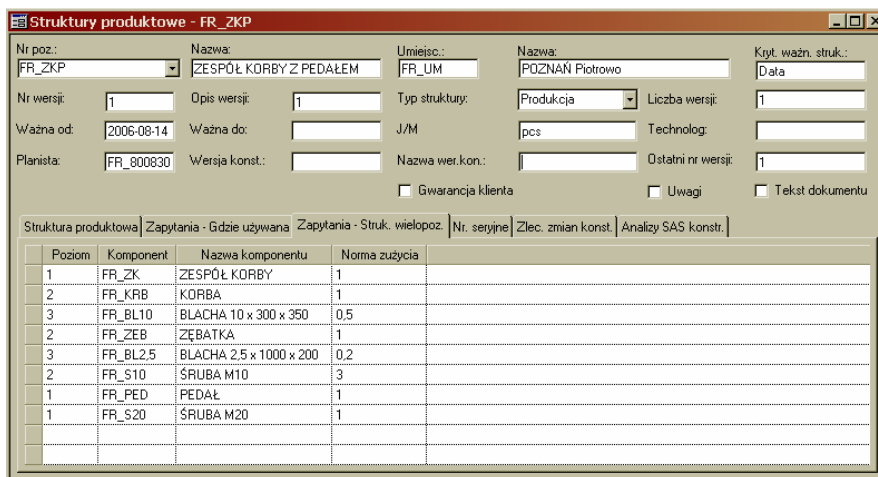 Struktury produktowe - FR_ZKP
Nr poz.: Nazwa: Umiejsc.: Nazwa: Kryt. ważn. struk.:
FR_ZKP ZESPÓŁ KORBY Z PEDAŁEM FR_UM POZNAŃ Piotrowo Data
Nr wersji: 1 Opis wersji: 1 Typ struktury: Produkcja Liczba wersji: 1
Ważna od: 2006-08-14 Ważna do: J/M pcs Technolog:
Planista: FR_800830 Wersja konst.: Nazwa wer.kon.: Ostatni nr wersji: 1
Gwarancja klienta Uwagi Tekst dokumentu
Struktura produktowa Zapytania - Gdzie używana Zapytania - Struk. wielopoz. Nr. seryjne Zlec. zmian konst. Analizy SAS konstr.
Poziom Komponent Nazwa komponentu Norma zużycia
1 FR_ZK ZESPÓŁ KORBY 1
2 FR_KRB KORBA 1
3 FR_BL10 BLACHA 10 x 300 x 350 0,5
2 FR_ZEB ZĘBATKA 1
3 FR_BL2,5 BLACHA 2,5 x 1000 x 200 0,2
2 FR_S10 ŚRUBA M10 3
1 FR_PED PEDAŁ 1
1 FR_S20 ŚRUBA M20 1